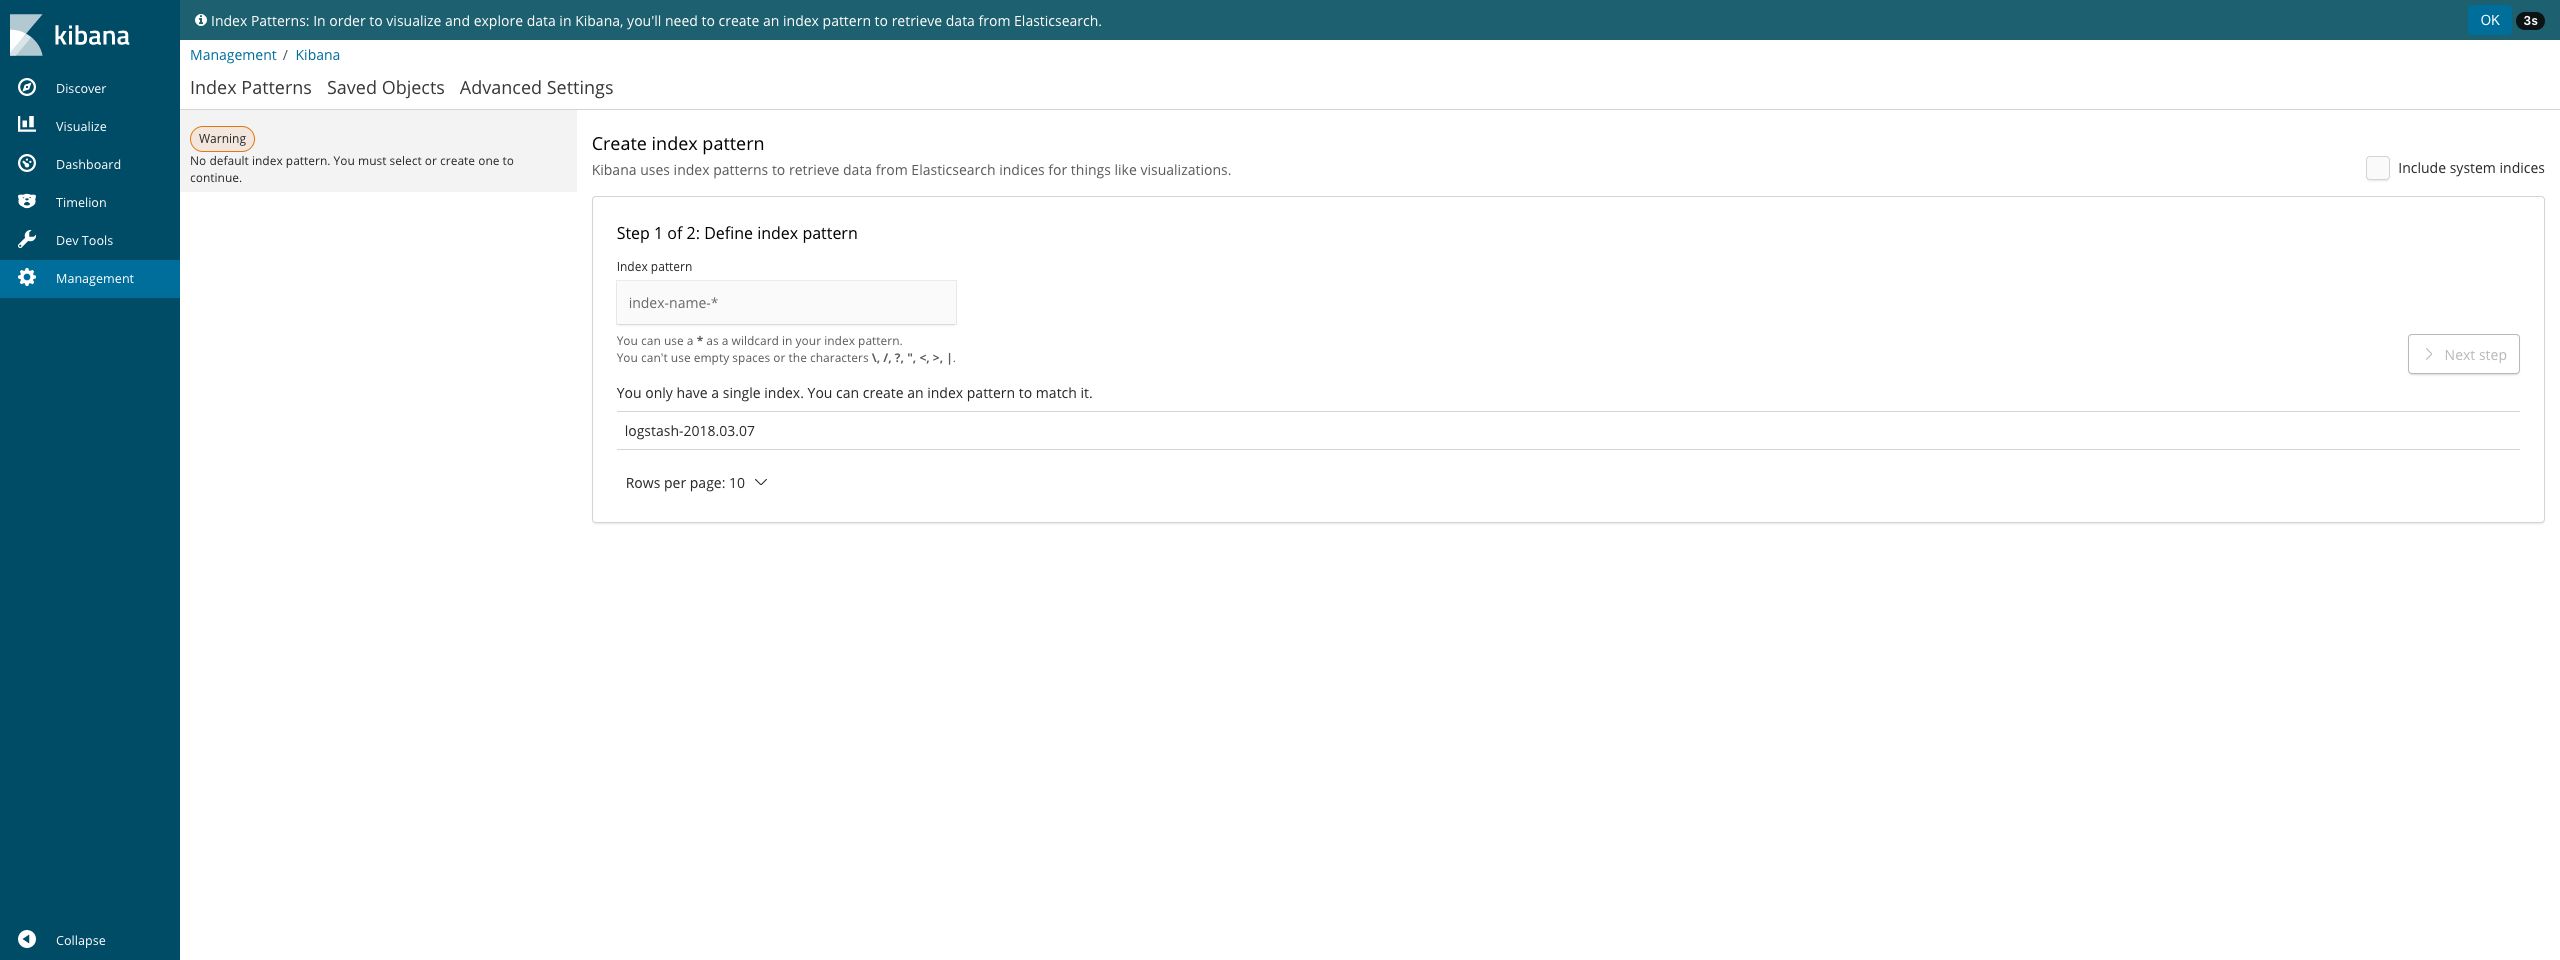 kibana
Discover
Visualize
Dashboard
Timelion
Dev Tools
Management
Collapse
Index Patterns: In order to visualize and explore data in Kibana, you'll need to create an index pattern to retrieve data from Elasticsearch.
OK 3s
Management / Kibana
Index Patterns Saved Objects Advanced Settings
Warning
No default index pattern. You must select or create one to
continue.
Create index pattern
Kibana uses index patterns to retrieve data from Elasticsearch indices for things like visualizations.
Include system indices
Step 1 of 2: Define index pattern
Index pattern
index-name-*
You can use a * as a wildcard in your index pattern.
You can't use empty spaces or the characters \, /, ?, ", <, >, |.
Next step
You only have a single index. You can create an index pattern to match it.
logstash-2018.03.07
Rows per page: 10